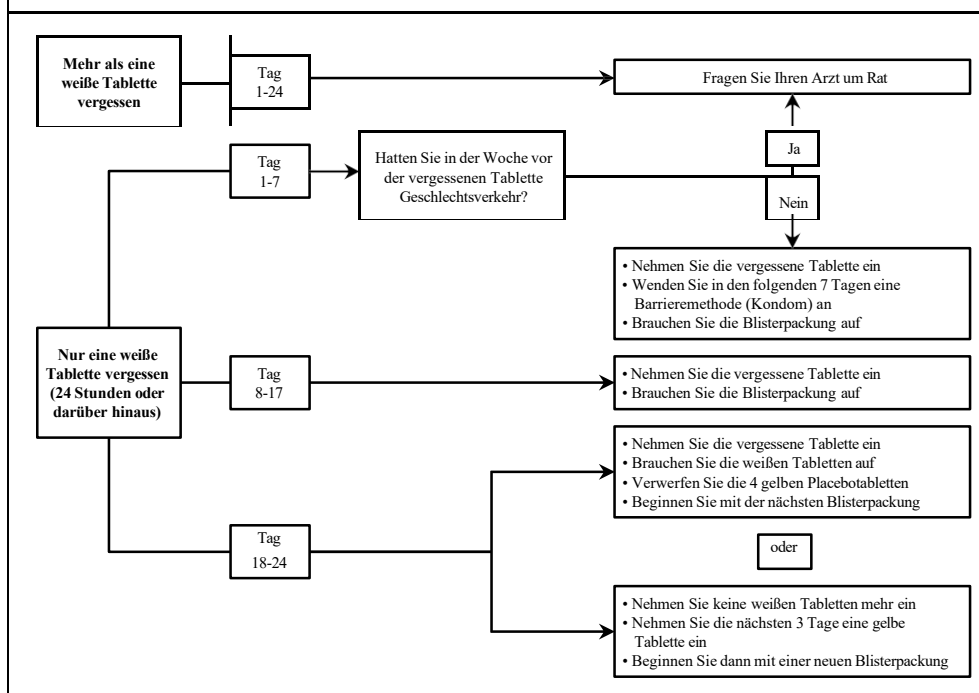 Mehr als eine
weiße Tablette
vergessen
Tag
1-24
Fragen Sie Ihren Arzt um Rat
Ja
Tag
1-7
Hatten Sie in der Woche vor
der vergessenen Tablette
Geschlechtsverkehr?
Nein
• Nehmen Sie die vergessene Tablette ein
• Wenden Sie in den folgenden 7 Tagen eine
Barrieremethode (Kondom) an
• Brauchen Sie die Blisterpackung auf
Nur eine weiße
Tablette vergessen
(24 Stunden oder
darüber hinaus)
Tag
8-17
• Nehmen Sie die vergessene Tablette ein
• Brauchen Sie die Blisterpackung auf
Tag
18-24
• Nehmen Sie die vergessene Tablette ein
• Brauchen Sie die weißen Tabletten auf
• Verwerfen Sie die 4 gelben Placebotabletten
• Beginnen Sie mit der nächsten Blisterpackung
oder
• Nehmen Sie keine weißen Tabletten mehr ein
• Nehmen Sie die nächsten 3 Tage eine gelbe
Tablette ein
• Beginnen Sie dann mit einer neuen Blisterpackung